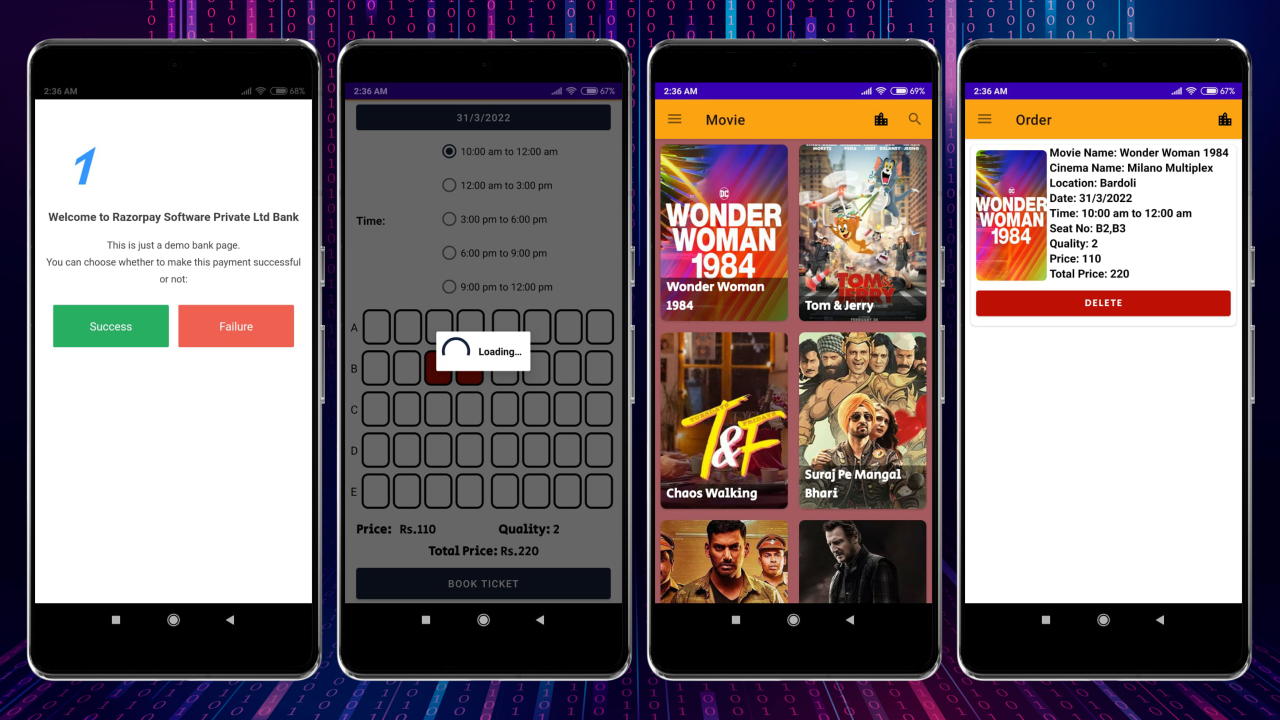 2:36 AM
68%
1
Welcome to Razorpay Software Private Ltd Bank
This is just a demo bank page.
You can choose whether to make this payment successful
or not:
Success
Failure
2:36 AM
67%
31/3/2022
10:00 am to 12:00 am
12:00 am to 3:00 pm
Time:
3:00 pm to 6:00 pm
6:00 pm to 9:00 pm
9:00 pm to 12:00 pm
A
Loading...
B
C
D
E
Price: Rs.110
Quality: 2
Total Price: Rs.220
BOOK TICKET
2:36 AM
69%
Movie
DC
WONDER
WOMAN
1984
Wonder Woman
1984
TOM&
JERRY
Tom & Jerry
T&F
TUESDAYS
FRIDAYS
Chaos Walking
Suraj Pe Mangal
Bhari
2:36 AM
67%
Order
DC
WONDER
WOMAN
1984
Movie Name: Wonder Woman 1984
Cinema Name: Milano Multiplex
Location: Bardoli
Date: 31/3/2022
Time: 10:00 am to 12:00 am
Seat No: B2,B3
Quality: 2
Price: 110
Total Price: 220
DELETE